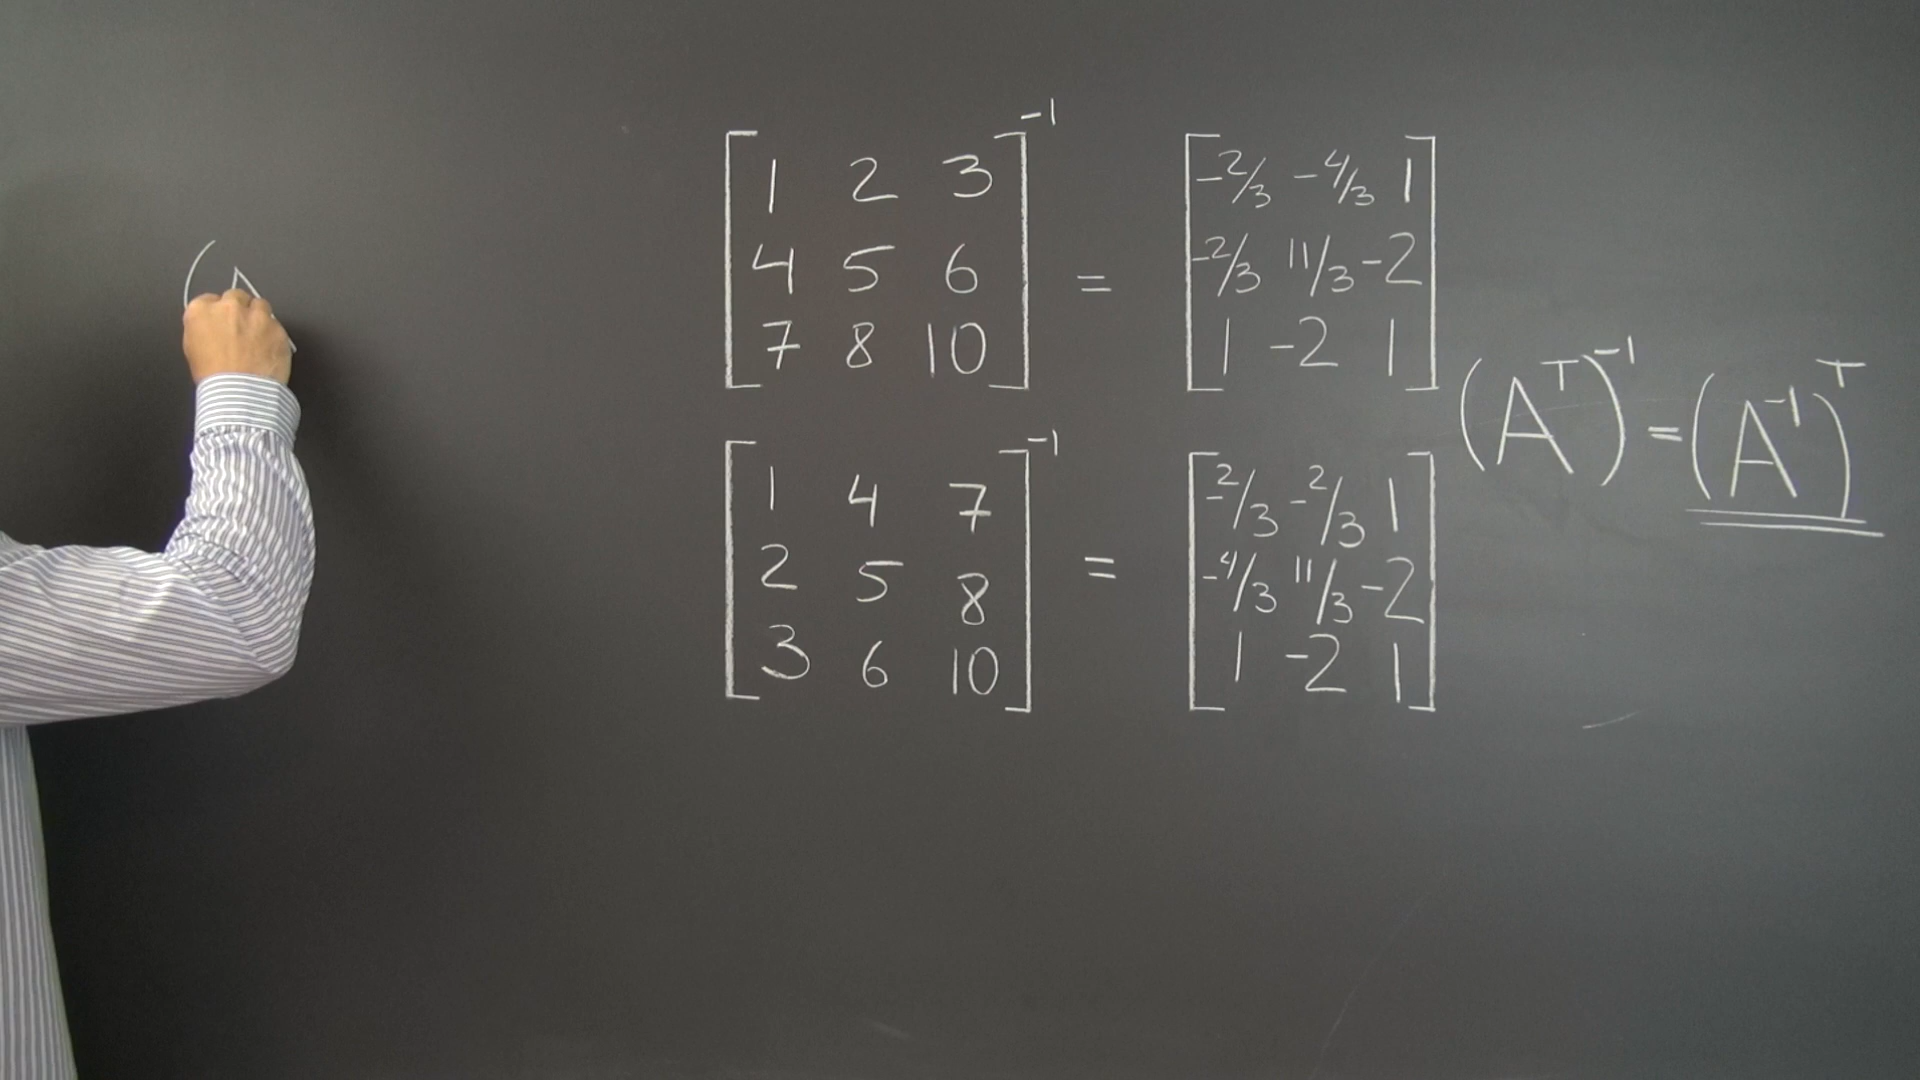 [1 2 3
4 5 6
7 8 10]⁻¹ = [-2/3 -4/3 1
-2/3 11/3 -2
1 -2 1]
[1 4 7
2 5 8
3 6 10]⁻¹ = [-2/3 -2/3 1
-4/3 11/3 -2
1 -2 1]
(Aᵀ)⁻¹ = (A⁻¹)ᵀ
(A